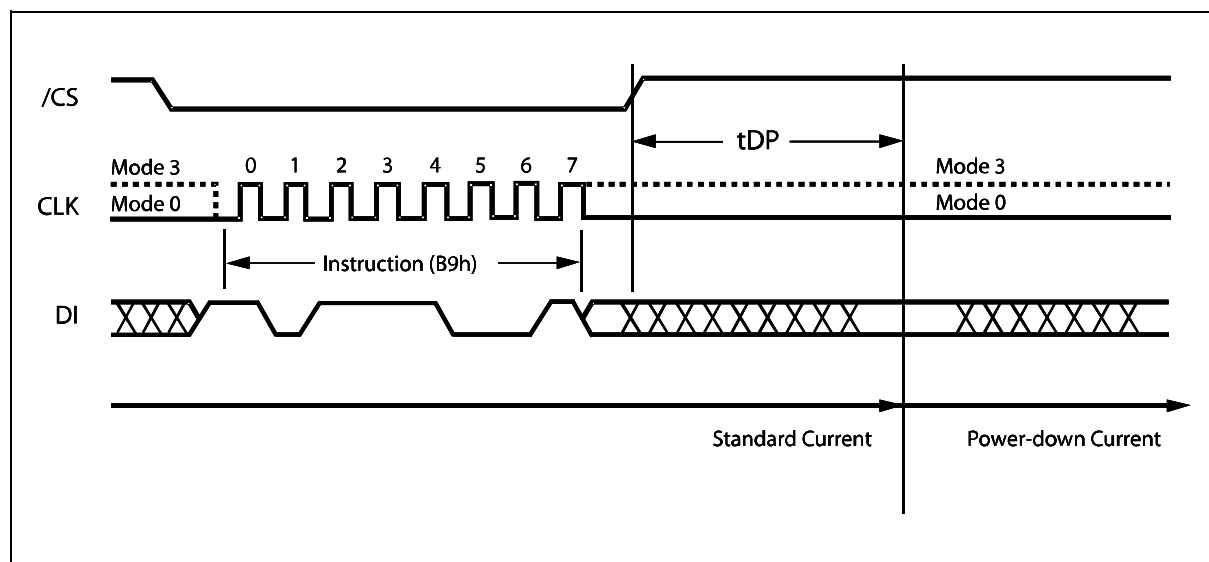 /CS
tDP
Mode 3
0 1 2 3 4 5 6 7
Mode 3
CLK
Mode 0
Mode 0
Instruction (B9h)
DI
Standard Current
Power-down Current